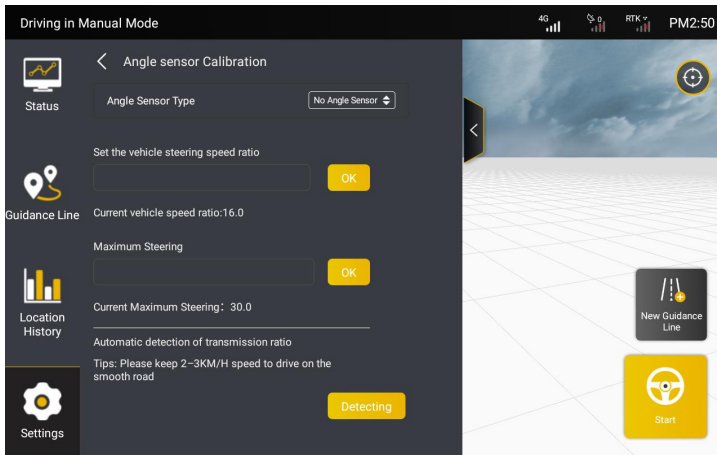 Driving in Manual Mode
4G
0
RTK
PM2:50
Status
Guidance Line
Location
History
Settings
Angle sensor Calibration
Angle Sensor Type
No Angle Sensor
Set the vehicle steering speed ratio
OK
Current vehicle speed ratio:16.0
Maximum Steering
OK
Current Maximum Steering: 30.0
Automatic detection of transmission ratio
Tips: Please keep 2-3KM/H speed to drive on the
smooth road
Detecting
New Guidance
Line
Start